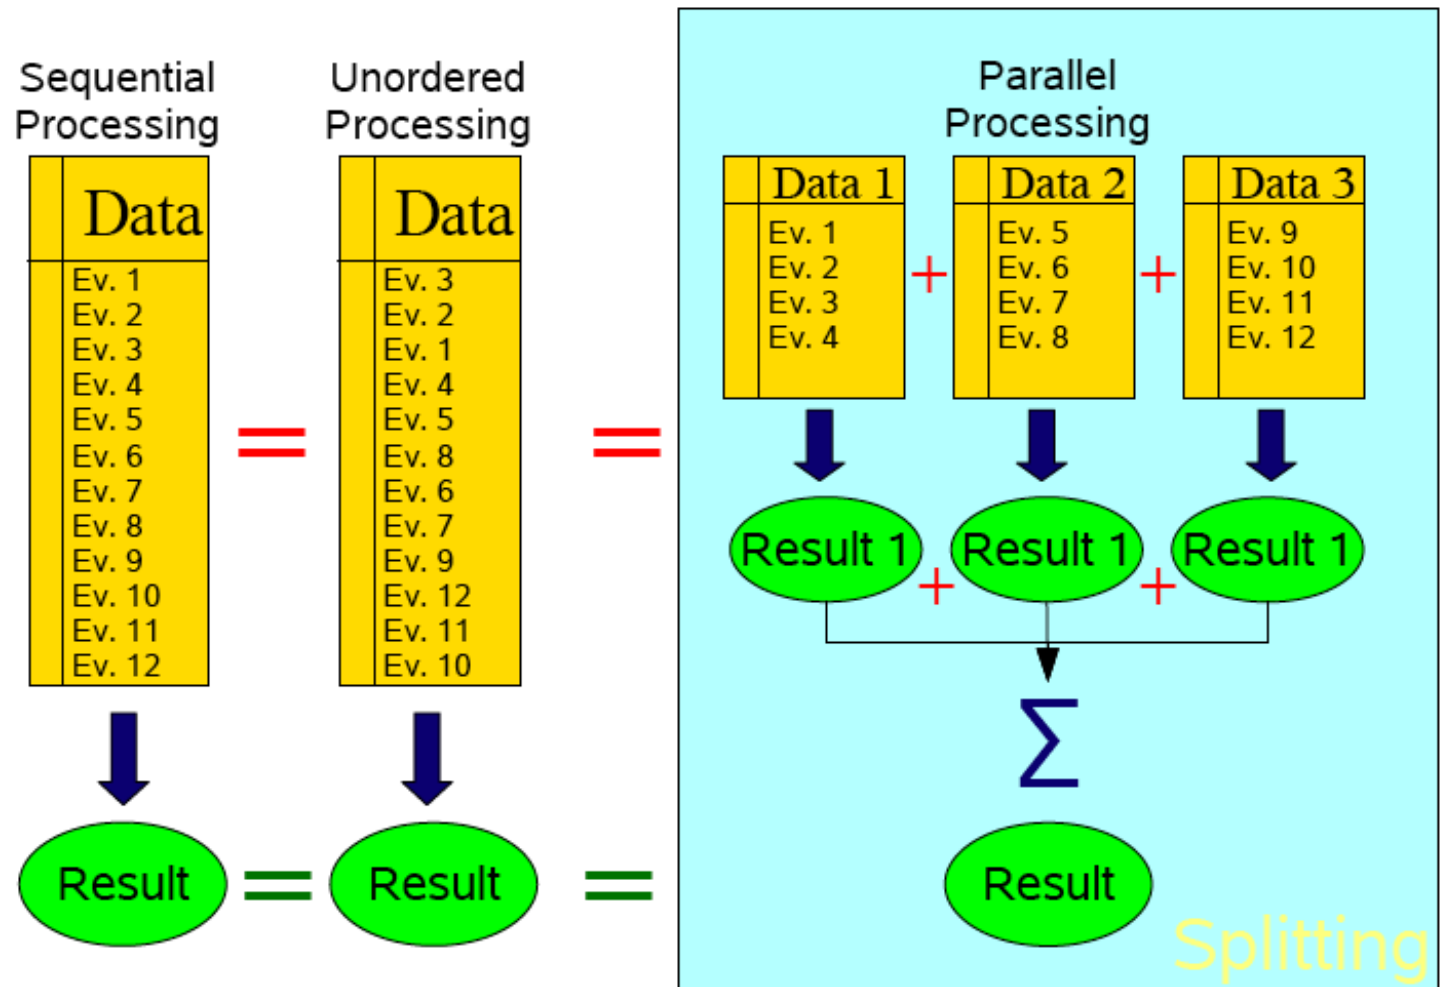 Sequential
Processing
Data
Ev. 1
Ev. 2
Ev. 3
Ev. 4
Ev. 5
Ev. 6
Ev. 7
Ev. 8
Ev. 9
Ev. 10
Ev. 11
Ev. 12
Result
=
=
Unordered
Processing
Data
Ev. 3
Ev. 2
Ev. 1
Ev. 4
Ev. 5
Ev. 8
Ev. 6
Ev. 7
Ev. 9
Ev. 12
Ev. 11
Ev. 10
Result
=
=
Parallel
Processing
Data 1
Ev. 1
Ev. 2
Ev. 3
Ev. 4
+
Data 2
Ev. 5
Ev. 6
Ev. 7
Ev. 8
+
Data 3
Ev. 9
Ev. 10
Ev. 11
Ev. 12
Result 1 + Result 1 + Result 1
Σ
Result
Splitting